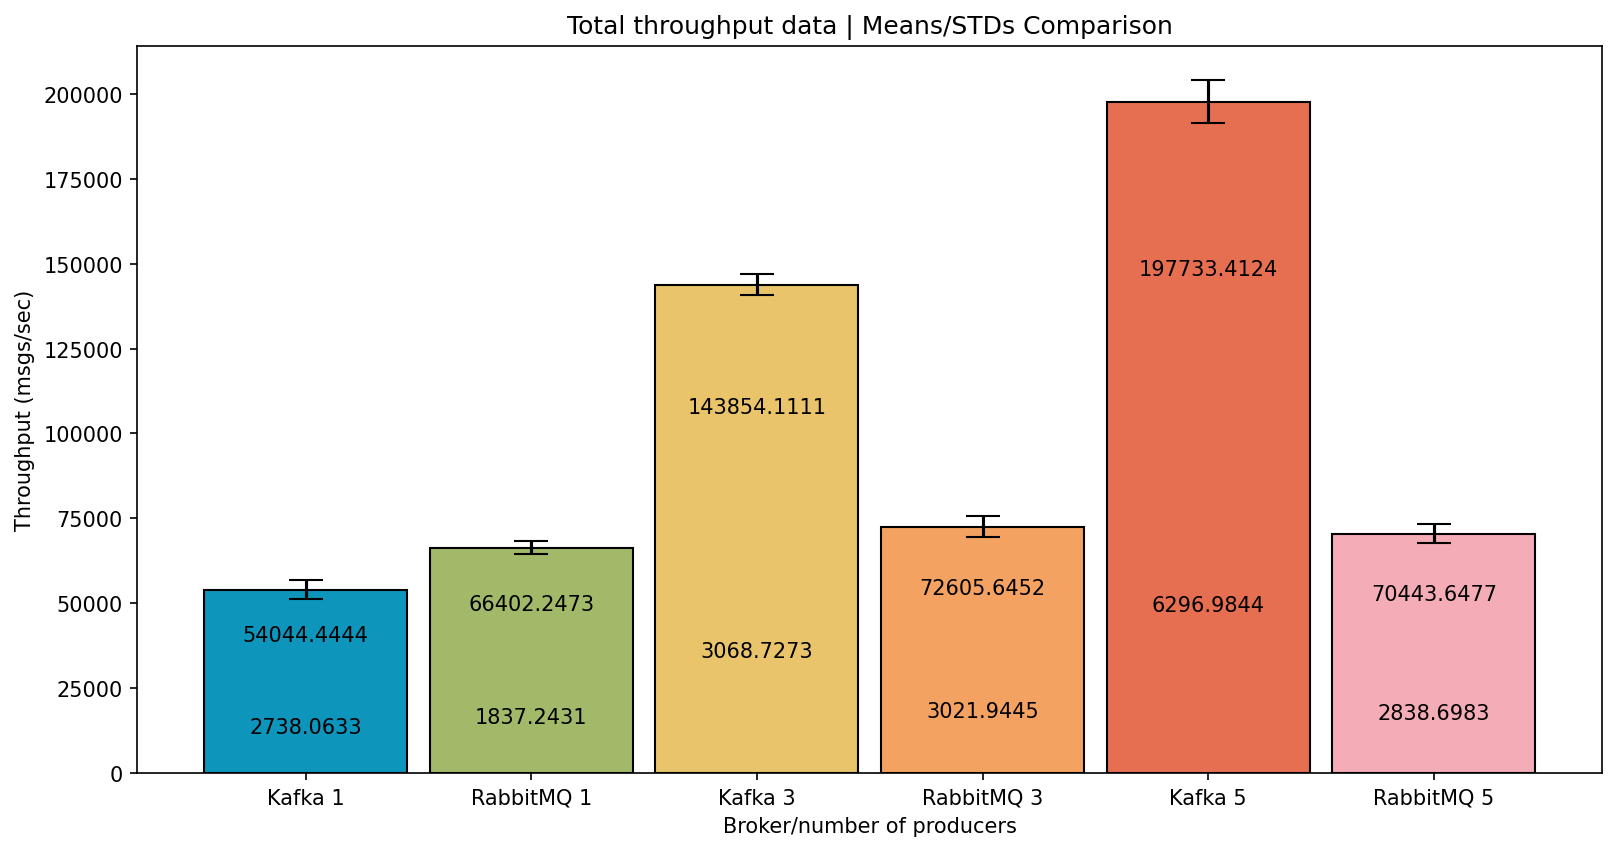 Total throughput data | Means/STDs Comparison
Throughput (msgs/sec)
200000
175000
150000
125000
100000
75000
50000
25000
0
197733.4124
143854.1111
72605.6452
70443.6477
66402.2473
6296.9844
54044.4444
3068.7273
1837.2431
3021.9445
2838.6983
2738.0633
Kafka 1
RabbitMQ 1
Kafka 3
RabbitMQ 3
Kafka 5
RabbitMQ 5
Broker/number of producers